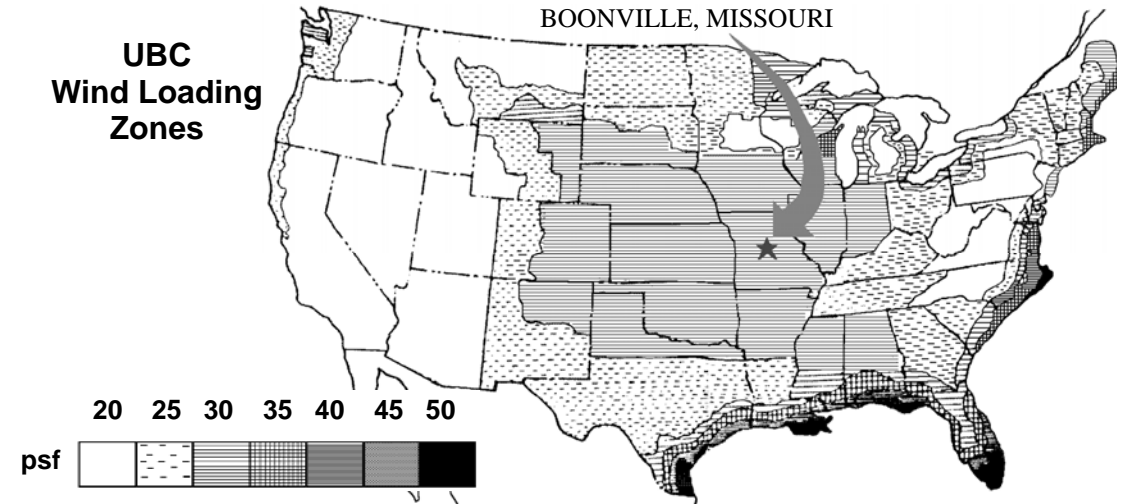 BOONVILLE, MISSOURI
UBC
Wind Loading
Zones
20 25 30 35 40 45 50
psf